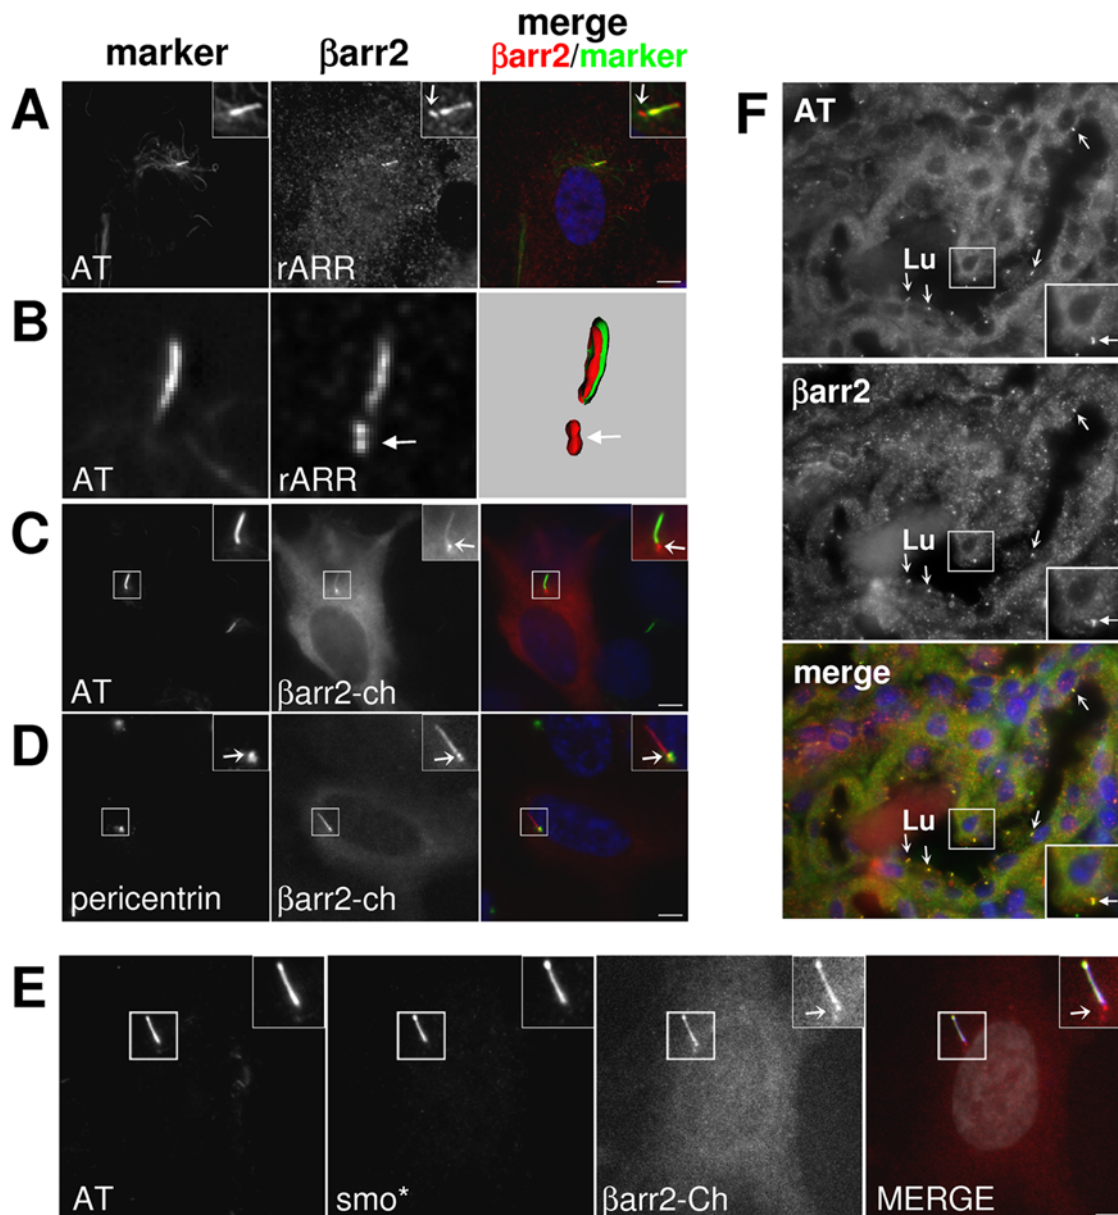 marker
βarr2
merge
βarr2/marker
A
AT
rARR
B
AT
rARR
C
AT
βarr2-ch
D
pericentrin
βarr2-ch
E
AT
smo*
βarr2-Ch
MERGE
F
AT
Lu
βarr2
Lu
merge
Lu